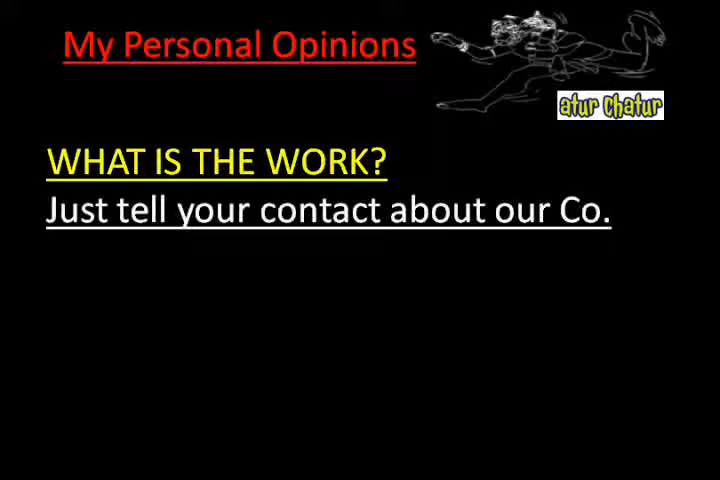 My Personal Opinions
atur chatur
WHAT IS THE WORK?
Just tell your contact about our Co.